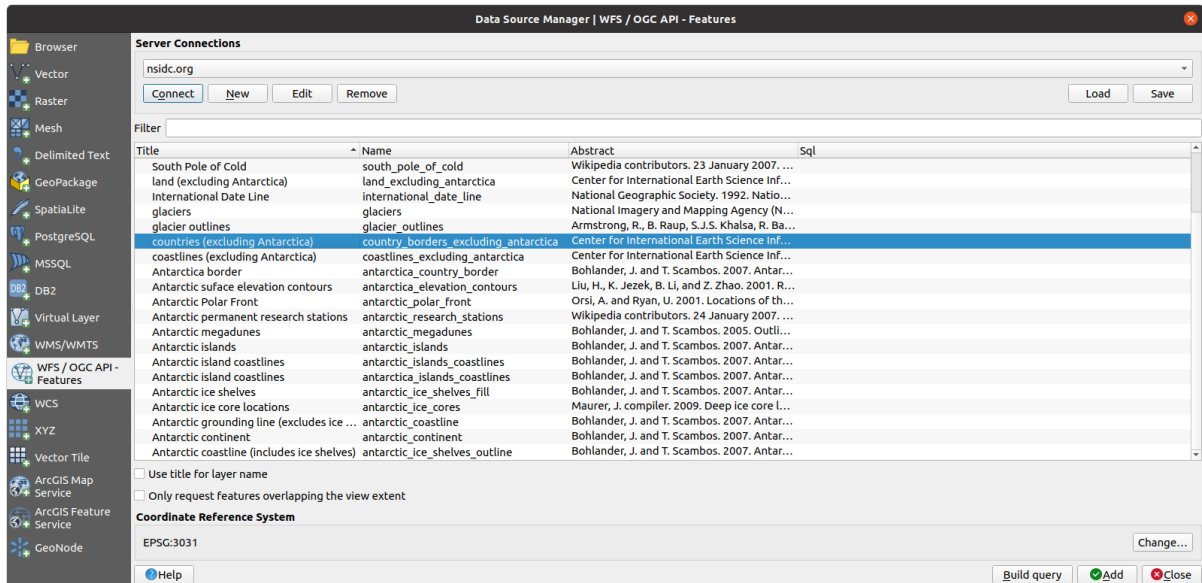 Data Source Manager | WFS / OGC API - Features
Browser
Vector
Raster
Mesh
Delimited Text
GeoPackage
SpatiaLite
PostgreSQL
MSSQL
DB2 DB2
Virtual Layer
WMS/WMTS
WFS / OGC API -
Features
WCS
XYZ
Vector Tile
ArcGIS Map
Service
ArcGIS Feature
Service
GeoNode
Server Connections
nsidc.org
Connect New Edit Remove Load Save
Filter
Title Name Abstract Sql
South Pole of Cold south_pole_of_cold Wikipedia contributors. 23 January 2007. ...
land (excluding Antarctica) land_excluding_antarctica Center for International Earth Science Inf...
International Date Line international_date_line National Geographic Society. 1992. Natio...
glaciers glaciers National Imagery and Mapping Agency (N...
glacier outlines glacier_outlines Armstrong, R., B. Raup, S.J.S. Khalsa, R. Ba...
countries (excluding Antarctica) country_borders_excluding_antarctica Center for International Earth Science Inf...
coastlines (excluding Antarctica) coastlines_excluding_antarctica Center for International Earth Science Inf...
Antarctica border antarctica_country_border Bohlander, J. and T. Scambos. 2007. Antar...
Antarctic suface elevation contours antarctica_elevation_contours Liu, H., K. Jezek, B. Li, and Z. Zhao. 2001. R...
Antarctic Polar Front antarctic_polar_front Orsi, A. and Ryan, U. 2001. Locations of th...
Antarctic permanent research stations antarctic_research_stations Wikipedia contributors. 24 January 2007. ...
Antarctic megadunes antarctic_megadunes Bohlander, J. and T. Scambos. 2005. Outli...
Antarctic islands antarctic_islands Bohlander, J. and T. Scambos. 2007. Antar...
Antarctic island coastlines antarctic_islands_coastlines Bohlander, J. and T. Scambos. 2007. Antar...
Antarctic island coastlines antarctica_islands_coastlines Bohlander, J. and T. Scambos. 2007. Antar...
Antarctic ice shelves antarctic_ice_shelves_fill Bohlander, J. and T. Scambos. 2007. Antar...
Antarctic ice core locations antarctic_ice_cores Maurer, J. compiler. 2009. Deep ice core l...
Antarctic grounding line (excludes ice ... antarctic_coastline Bohlander, J. and T. Scambos. 2007. Antar...
Antarctic continent antarctic_continent Bohlander, J. and T. Scambos. 2007. Antar...
Antarctic coastline (includes ice shelves) antarctic_ice_shelves_outline Bohlander, J. and T. Scambos. 2007. Antar...
Use title for layer name
Only request features overlapping the view extent
Coordinate Reference System
EPSG:3031 Change...
Help Build query Add Close